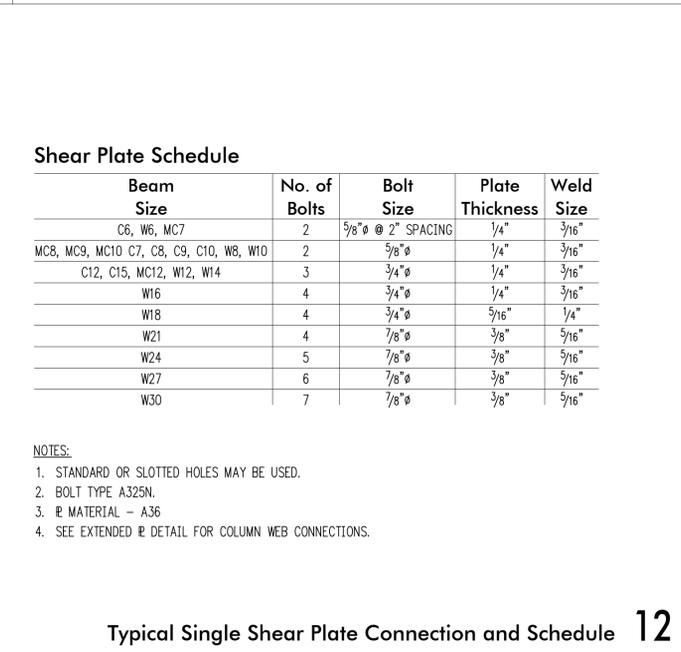 Shear Plate Schedule
Beam Size No. of Bolts Bolt Size Plate Thickness Weld Size
C6, W6, MC7 2 5/8"ø @ 2" SPACING 1/4" 3/16"
MC8, MC9, MC10 C7, C8, C9, C10, W8, W10 2 5/8"ø 1/4" 3/16"
C12, C15, MC12, W12, W14 3 3/4"ø 1/4" 3/16"
W16 4 3/4"ø 1/4" 3/16"
W18 4 3/4"ø 5/16" 1/4"
W21 4 7/8"ø 3/8" 5/16"
W24 5 7/8"ø 3/8" 5/16"
W27 6 7/8"ø 3/8" 5/16"
W30 7 7/8"ø 3/8" 5/16"
NOTES:
1. STANDARD OR SLOTTED HOLES MAY BE USED.
2. BOLT TYPE A325N.
3. PL MATERIAL – A36
4. SEE EXTENDED PL DETAIL FOR COLUMN WEB CONNECTIONS.
Typical Single Shear Plate Connection and Schedule 12